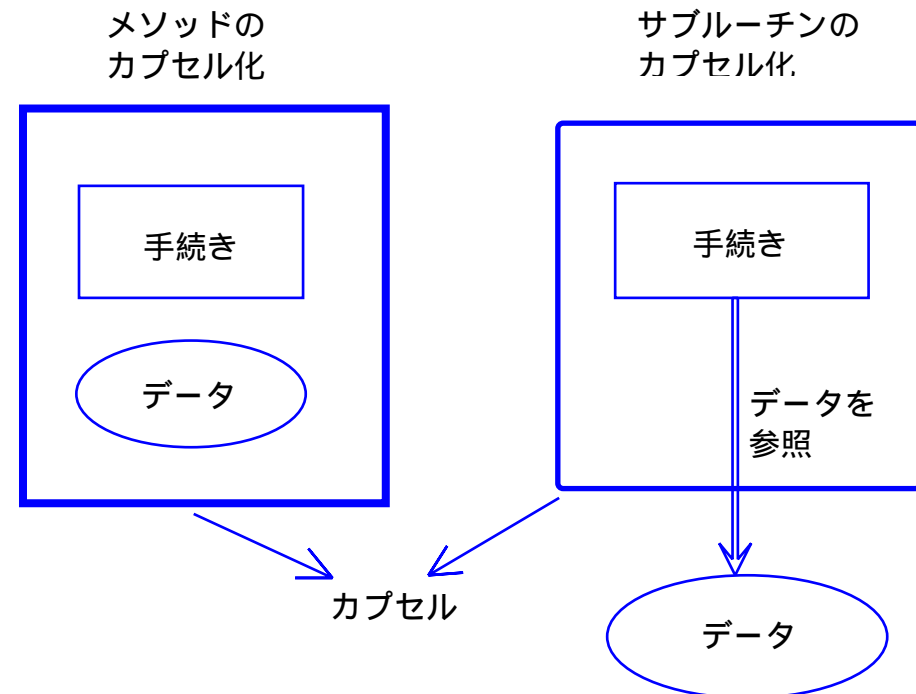 メソッドの
カプセル化
サブルーチンの
カプセル化
手続き
手続き
データ
データを
参照
カプセル
データ